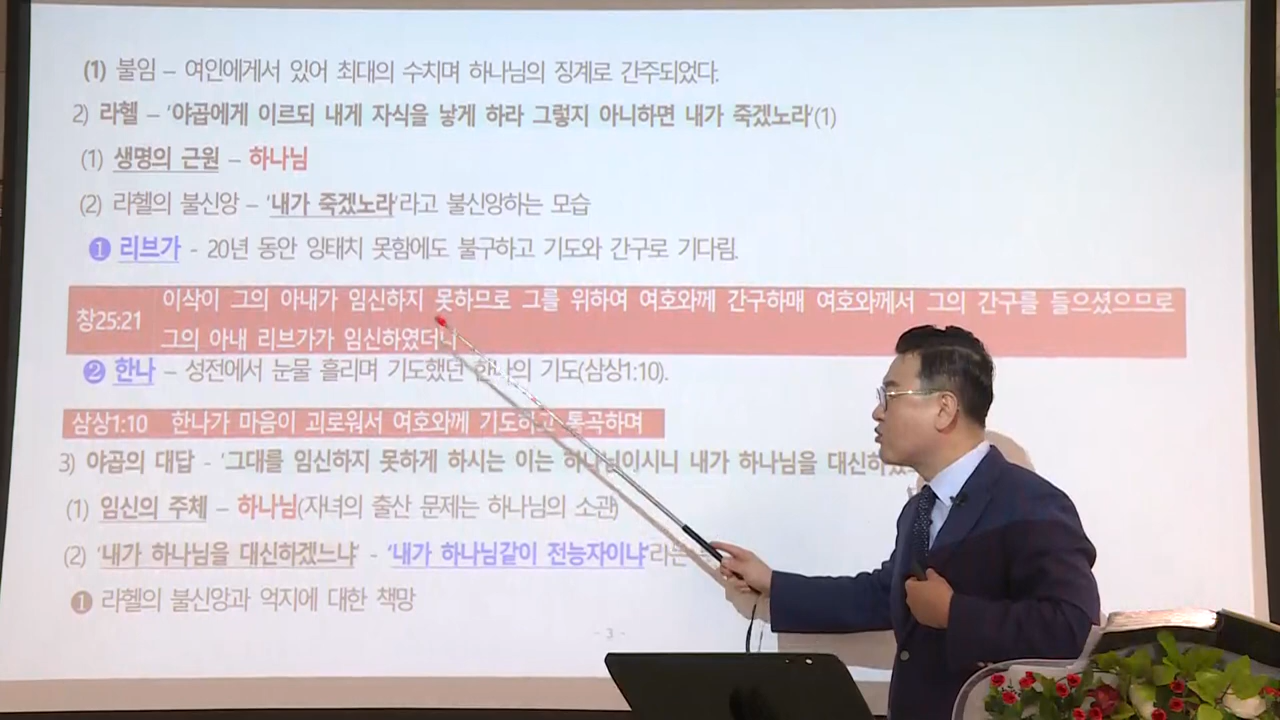 (1) 불임 – 여인에게서 있어 최대의 수치며 하나님의 징계로 간주되었다.
2) 라헬 – '야곱에게 이르되 내게 자식을 낳게 하라 그렇지 아니하면 내가 죽겠노라'(1)
(1) 생명의 근원 – 하나님
(2) 라헬의 불신앙 – '내가 죽겠노라'라고 불신앙하는 모습
❶ 리브가 - 20년 동안 잉태치 못함에도 불구하고 기도와 간구로 기다림.
창25:21 이삭이 그의 아내가 임신하지 못하므로 그를 위하여 여호와께 간구하매 여호와께서 그의 간구를 들으셨으므로
그의 아내 리브가가 임신하였더니
❷ 한나 – 성전에서 눈물 흘리며 기도했던 한나의 기도(삼상1:10).
삼상1:10 한나가 마음이 괴로워서 여호와께 기도하고 통곡하며
3) 야곱의 대답 - '그대를 임신하지 못하게 하시는 이는 하나님이시니 내가 하나님을
(1) 임신의 주체 – 하나님(자녀의 출산 문제는 하나님의 소관)
(2) '내가 하나님을 대신하겠느냐' - '내가 하나님같이 전능자이냐'라는
❶ 라헬의 불신앙과 억지에 대한 책망
- 3 -